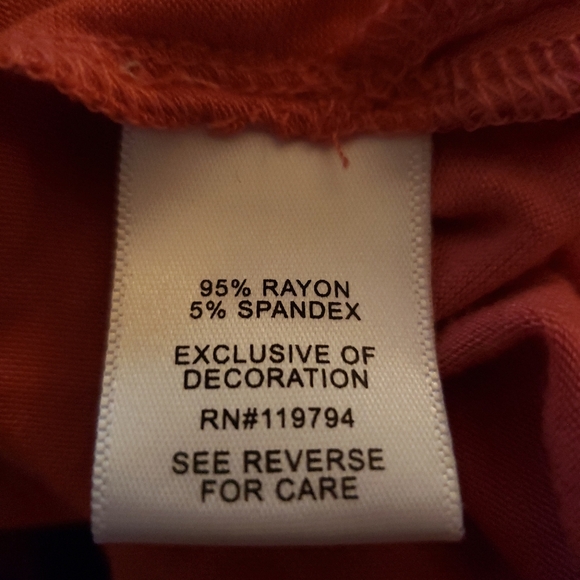 95% RAYON
5% SPANDEX
EXCLUSIVE OF
DECORATION
RN#119794
SEE REVERSE
FOR CARE